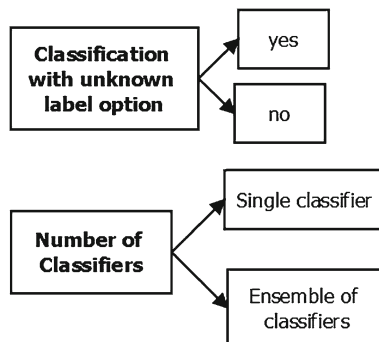 Classification
with unknown
label option
yes
no
Number of
Classifiers
Single classifier
Ensemble of
classifiers